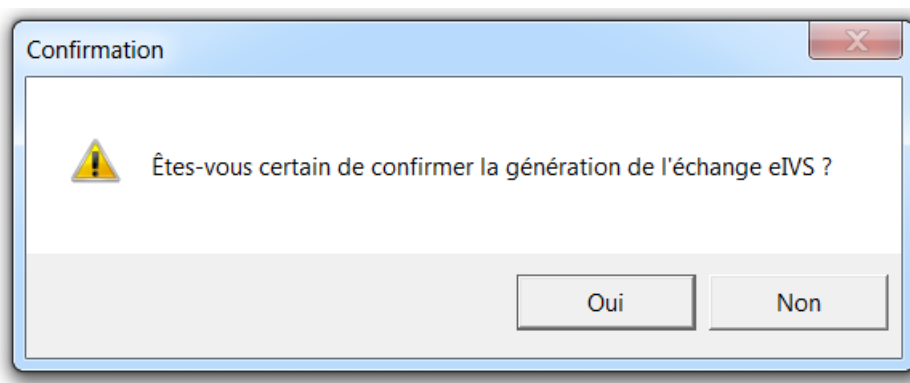 Confirmation
Êtes-vous certain de confirmer la génération de l'échange eIVS ?
Oui
Non